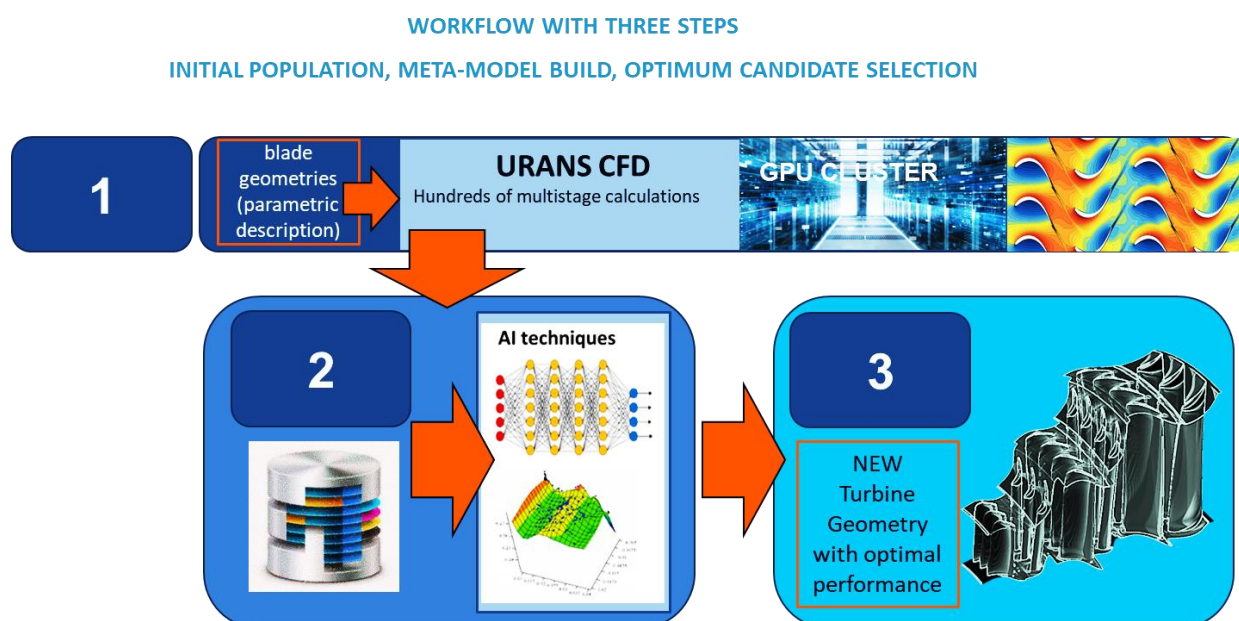 WORKFLOW WITH THREE STEPS
INITIAL POPULATION, META-MODEL BUILD, OPTIMUM CANDIDATE SELECTION
1
blade
geometries
(parametric
description)
URANS CFD
Hundreds of multistage calculations
GPU CLUSTER
2
AI techniques
3
NEW
Turbine
Geometry
with optimal
performance